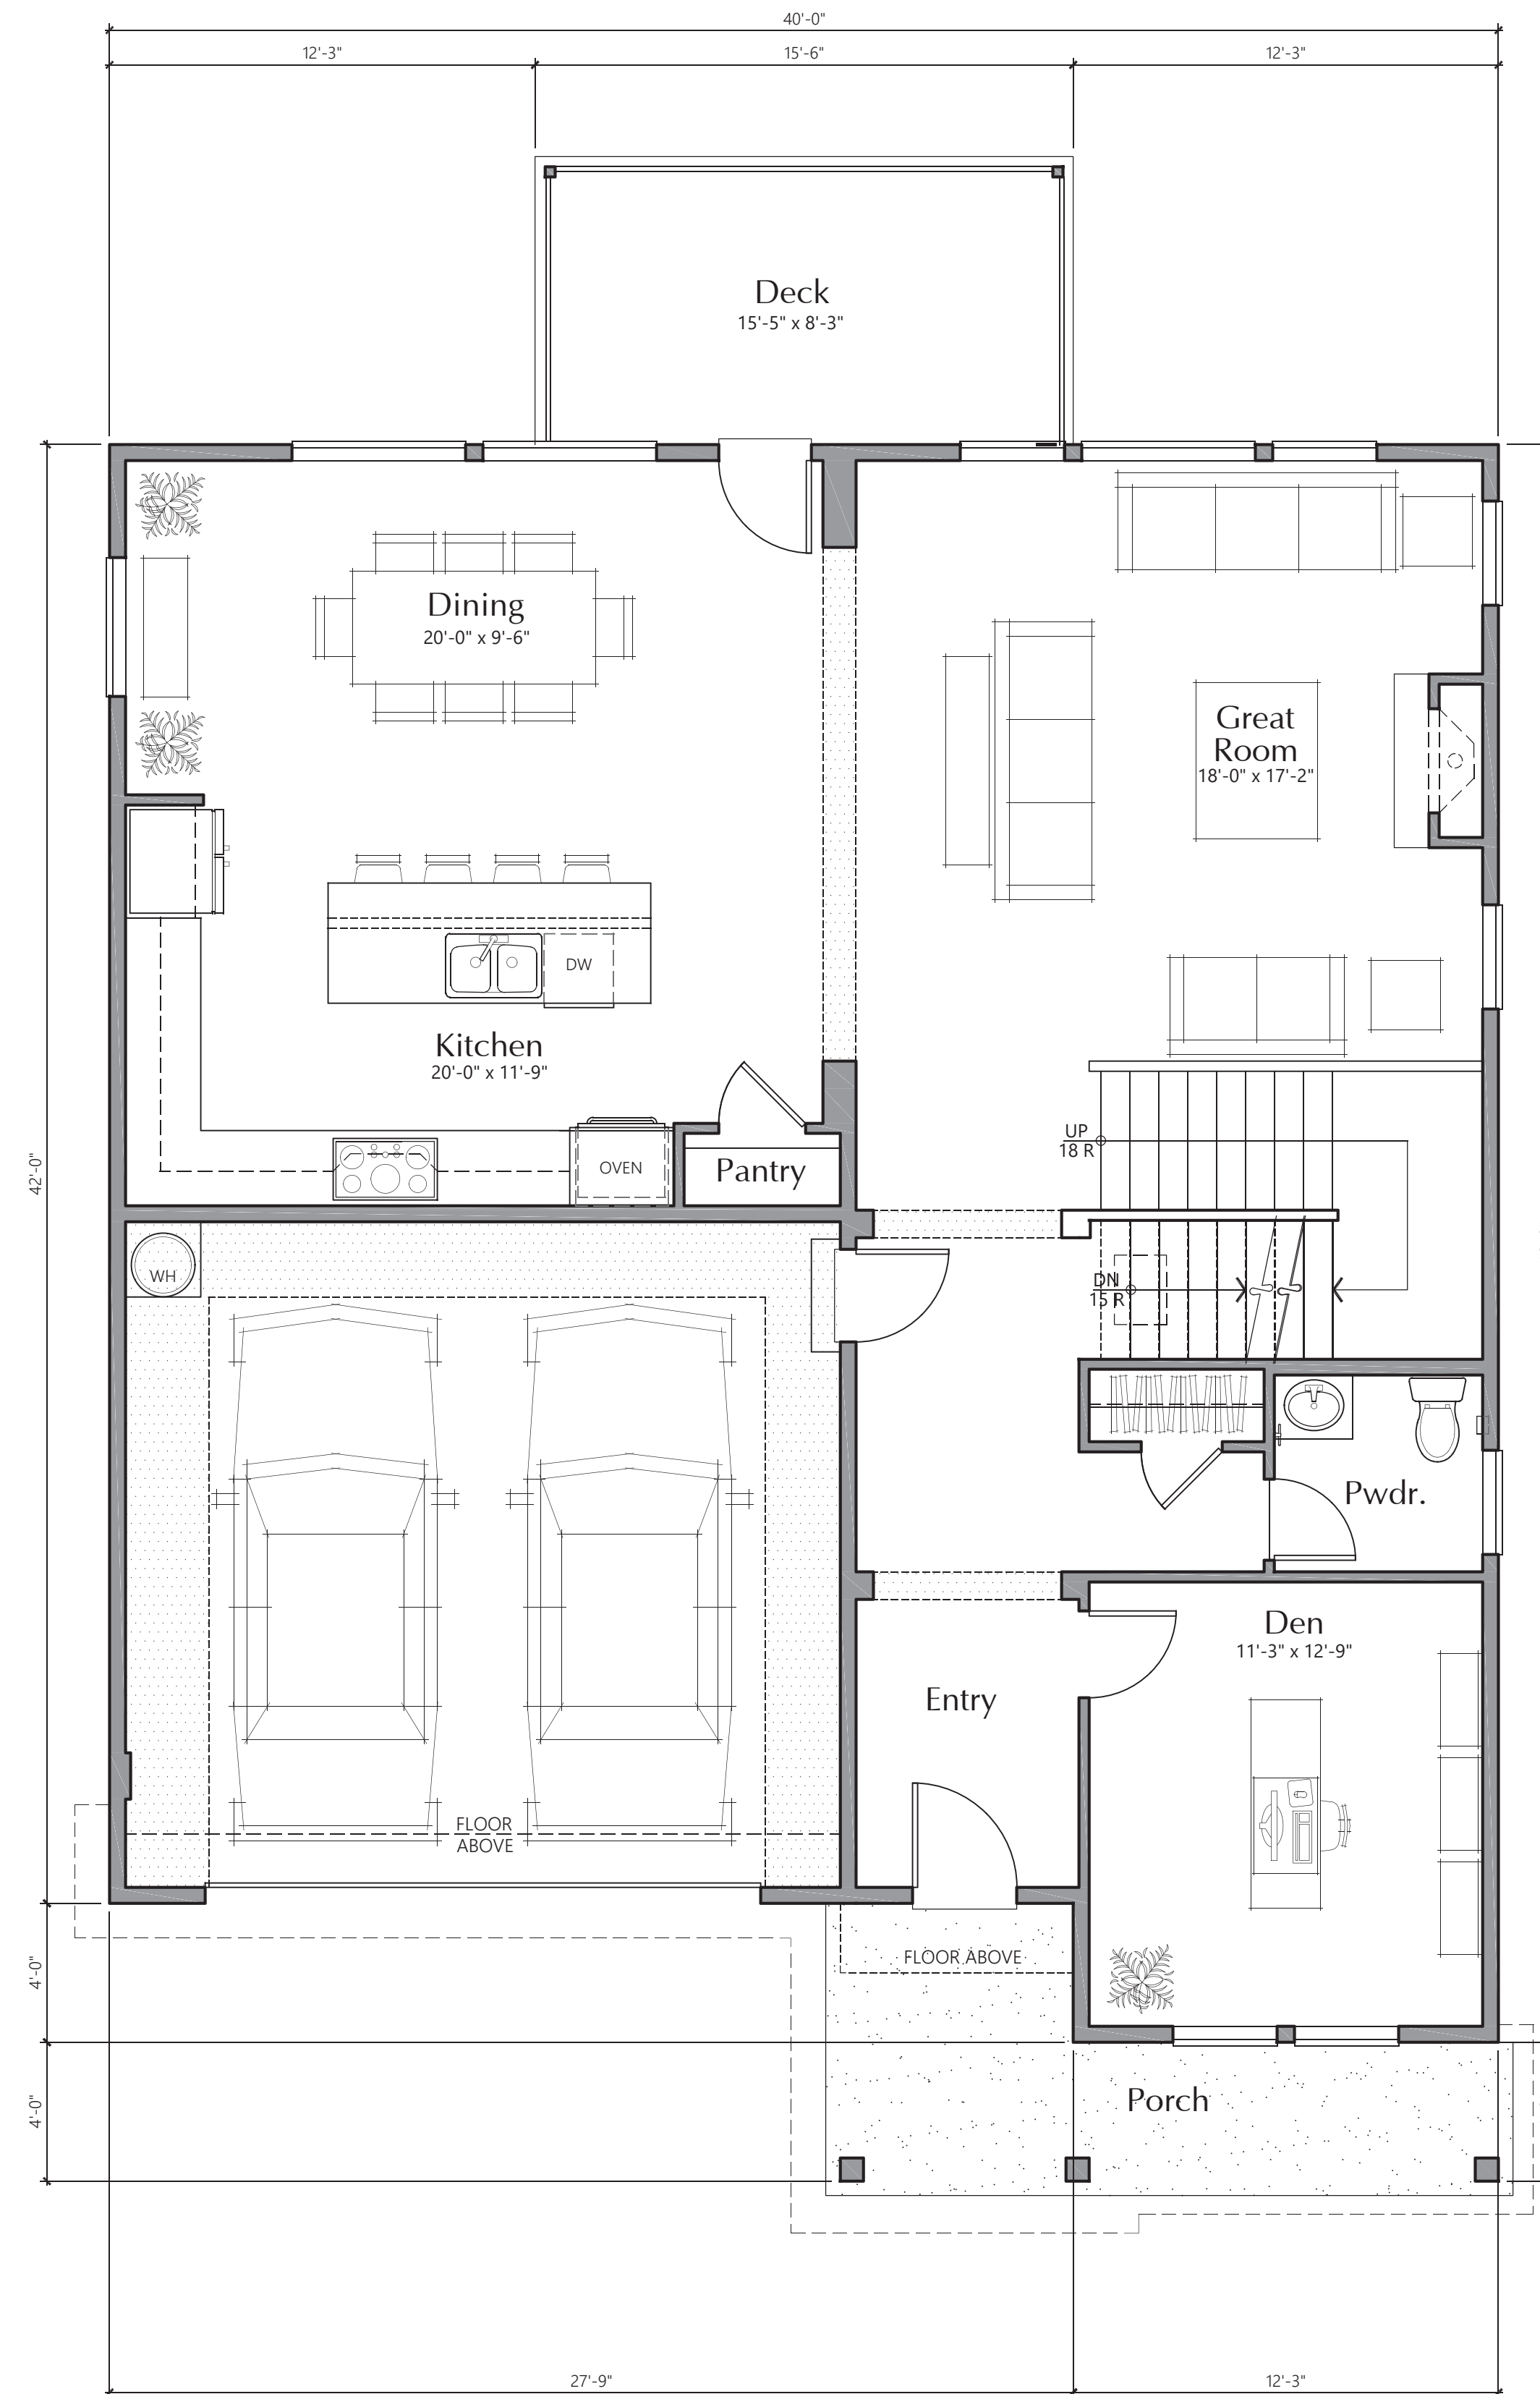 40'-0"
12'-3"
15'-6"
12'-3"
Deck
15'-5" x 8'-3"
Dining
20'-0" x 9'-6"
Great
Room
18'-0" x 17'-2"
DW
Kitchen
20'-0" x 11'-9"
42'-0"
UP
18 R
OVEN
Pantry
WH
DN
15 R
Pwdr.
Den
11'-3" x 12'-9"
Entry
FLOOR
ABOVE
FLOOR ABOVE
4'-0"
Porch
4'-0"
27'-9"
12'-3"